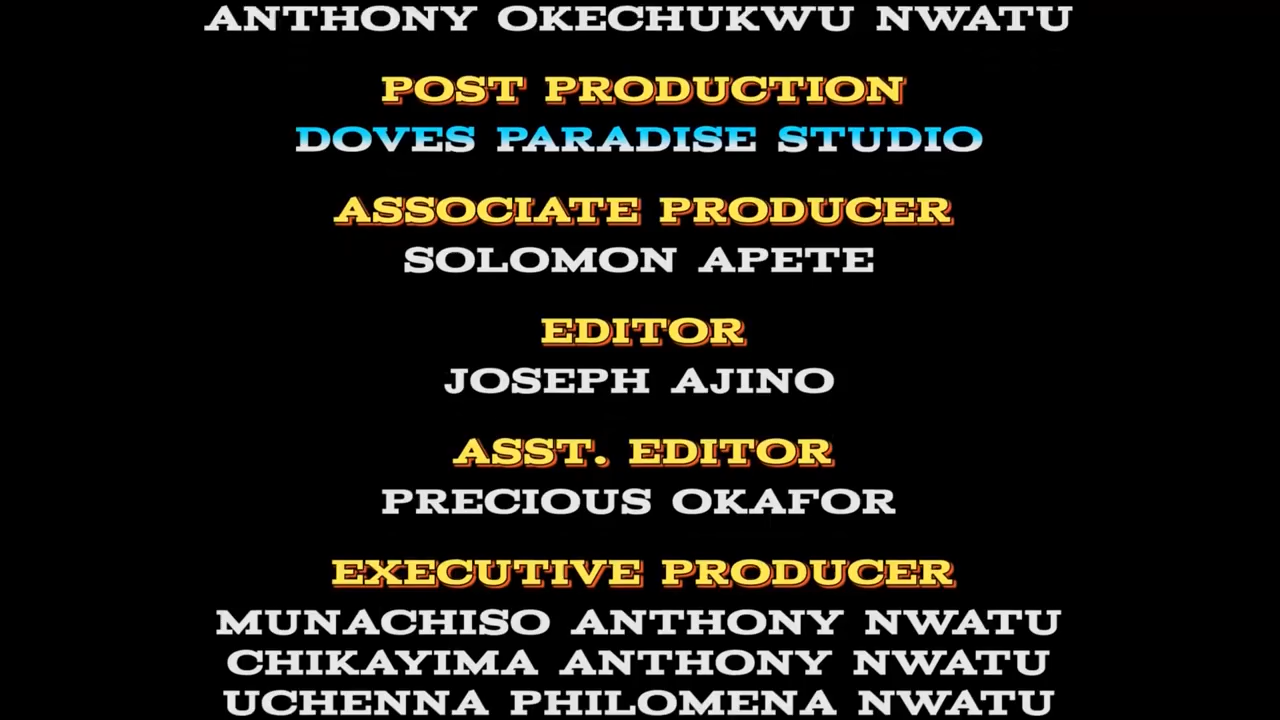 ANTHONY OKECHUKWU NWATU
POST PRODUCTION
DOVES PARADISE STUDIO
ASSOCIATE PRODUCER
SOLOMON APETE
EDITOR
JOSEPH AJINO
ASST. EDITOR
PRECIOUS OKAFOR
EXECUTIVE PRODUCER
MUNACHISO ANTHONY NWATU
CHIKAYIMA ANTHONY NWATU
UCHENNA PHILOMENA NWATU